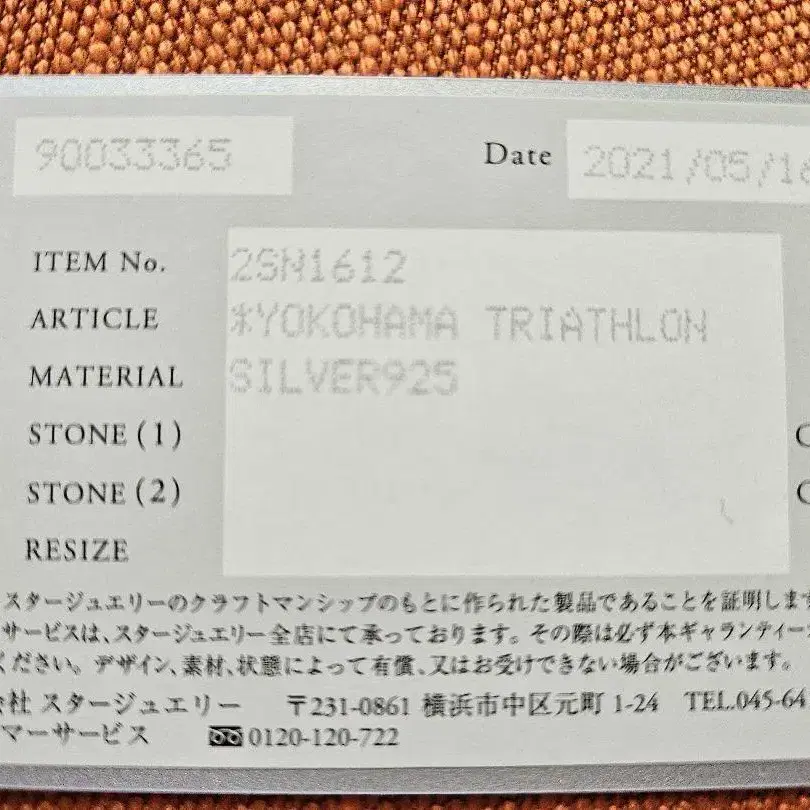 90033365 Date 2021/05/16
ITEM No. 2SN1612
ARTICLE *YOKOHAMA TRIATHLON
MATERIAL SILVER925
STONE (1) C
STONE (2) C
RESIZE
スタージュエリーのクラフトマンシップのもとに作られた製品であることを証明します
サービスは、スタージュエリー全店にて承っております。その際は必ず本ギャランティー
ください。デザイン、素材、状態によって有償、又はお受けできない場合がございます。
会社 スタージュエリー 〒231-0861 横浜市中区元町 1-24 TEL.045-64
マーサービス 0120-120-722